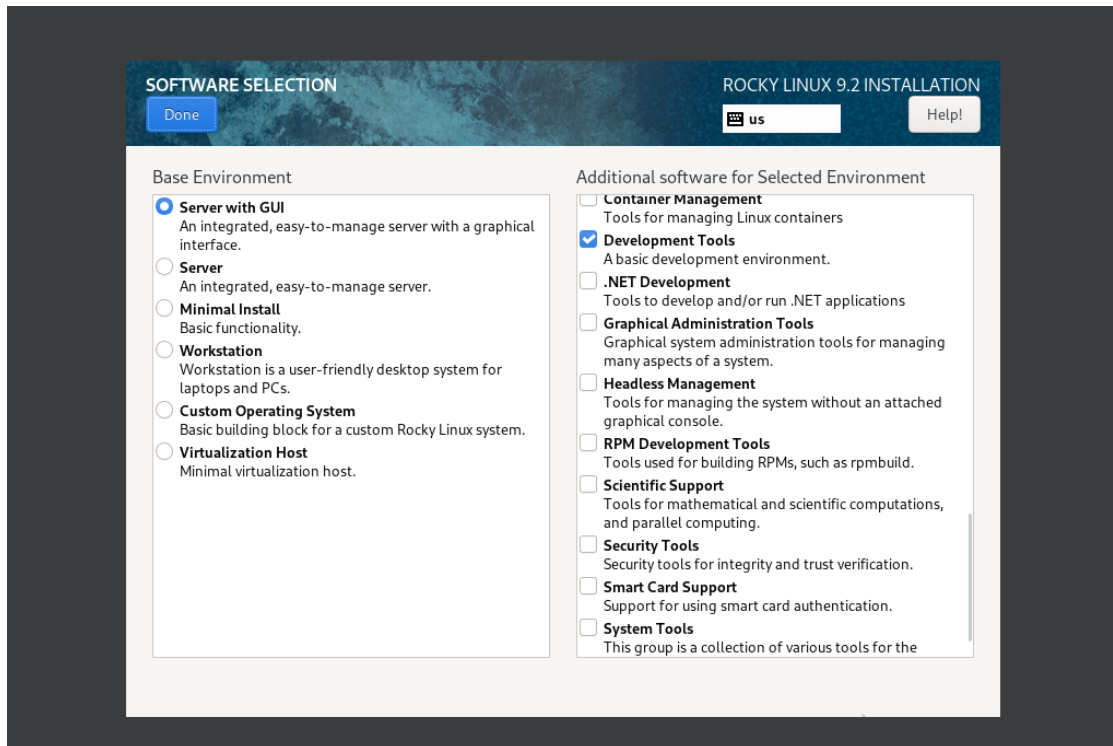 SOFTWARE SELECTION
ROCKY LINUX 9.2 INSTALLATION
Done
us
Help!
Base Environment
Server with GUI
An integrated, easy-to-manage server with a graphical
interface.
Server
An integrated, easy-to-manage server.
Minimal Install
Basic functionality.
Workstation
Workstation is a user-friendly desktop system for
laptops and PCs.
Custom Operating System
Basic building block for a custom Rocky Linux system.
Virtualization Host
Minimal virtualization host.
Additional software for Selected Environment
Container Management
Tools for managing Linux containers
Development Tools
A basic development environment.
.NET Development
Tools to develop and/or run .NET applications
Graphical Administration Tools
Graphical system administration tools for managing
many aspects of a system.
Headless Management
Tools for managing the system without an attached
graphical console.
RPM Development Tools
Tools used for building RPMs, such as rpmbuild.
Scientific Support
Tools for mathematical and scientific computations,
and parallel computing.
Security Tools
Security tools for integrity and trust verification.
Smart Card Support
Support for using smart card authentication.
System Tools
This group is a collection of various tools for the